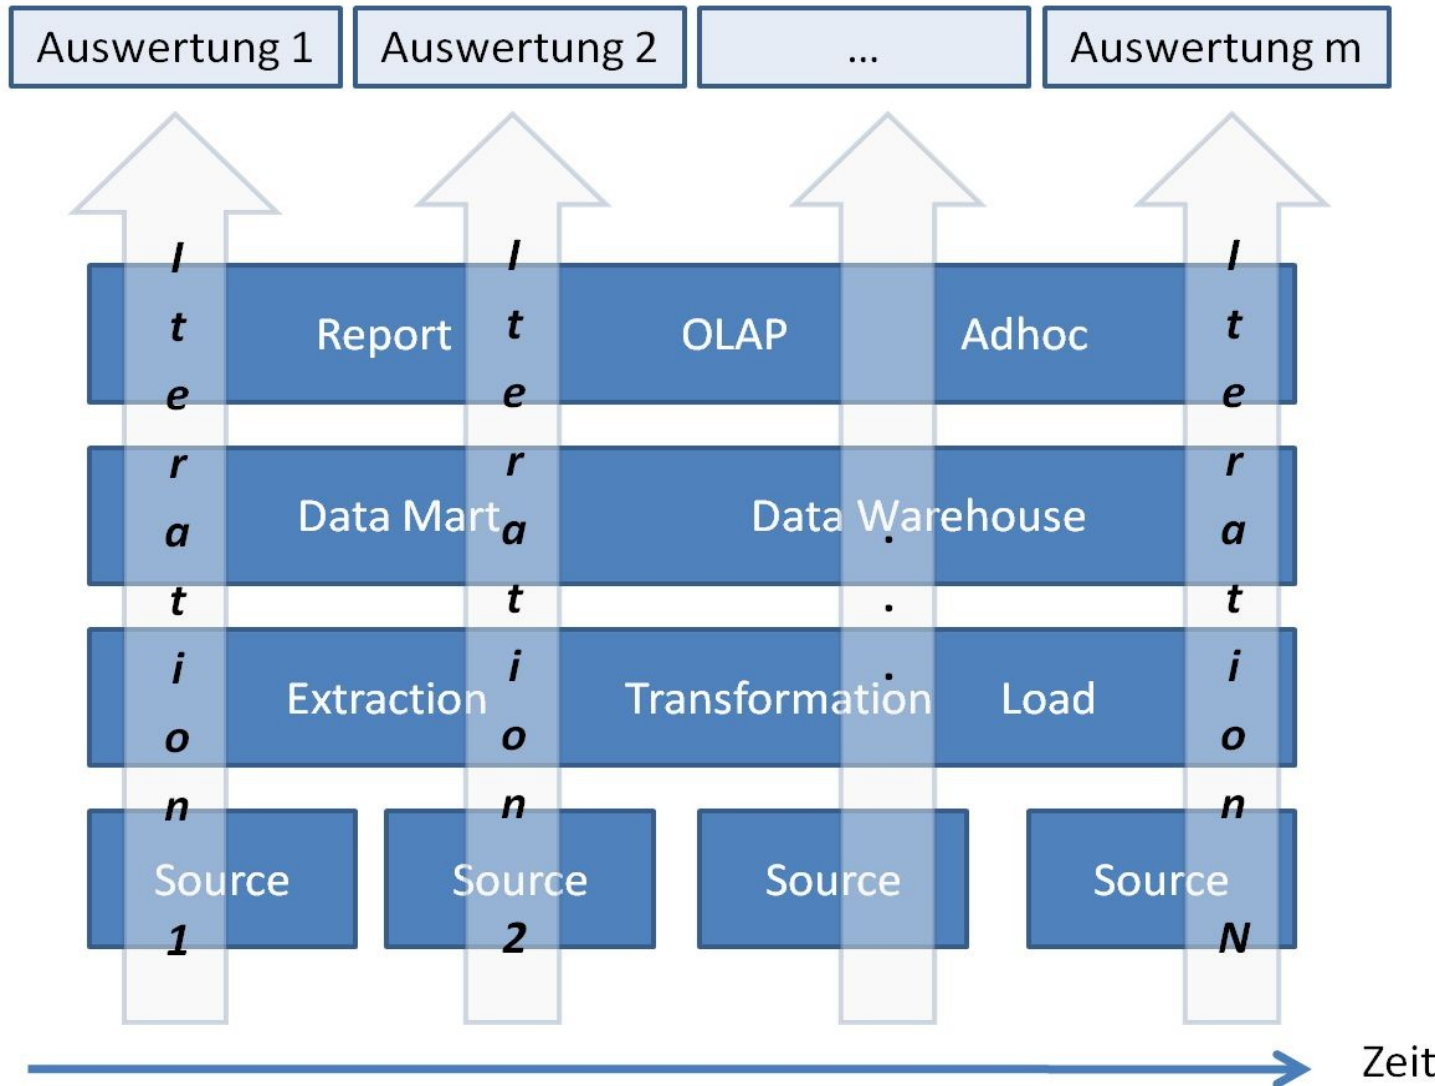 Auswertung 1
Auswertung 2
...
Auswertung m
Report OLAP Adhoc
Data Mart Data Warehouse
Extraction Transformation Load
Source
Source
Source
Source
Iteration 1
Iteration 2
...
Iteration N
Zeit